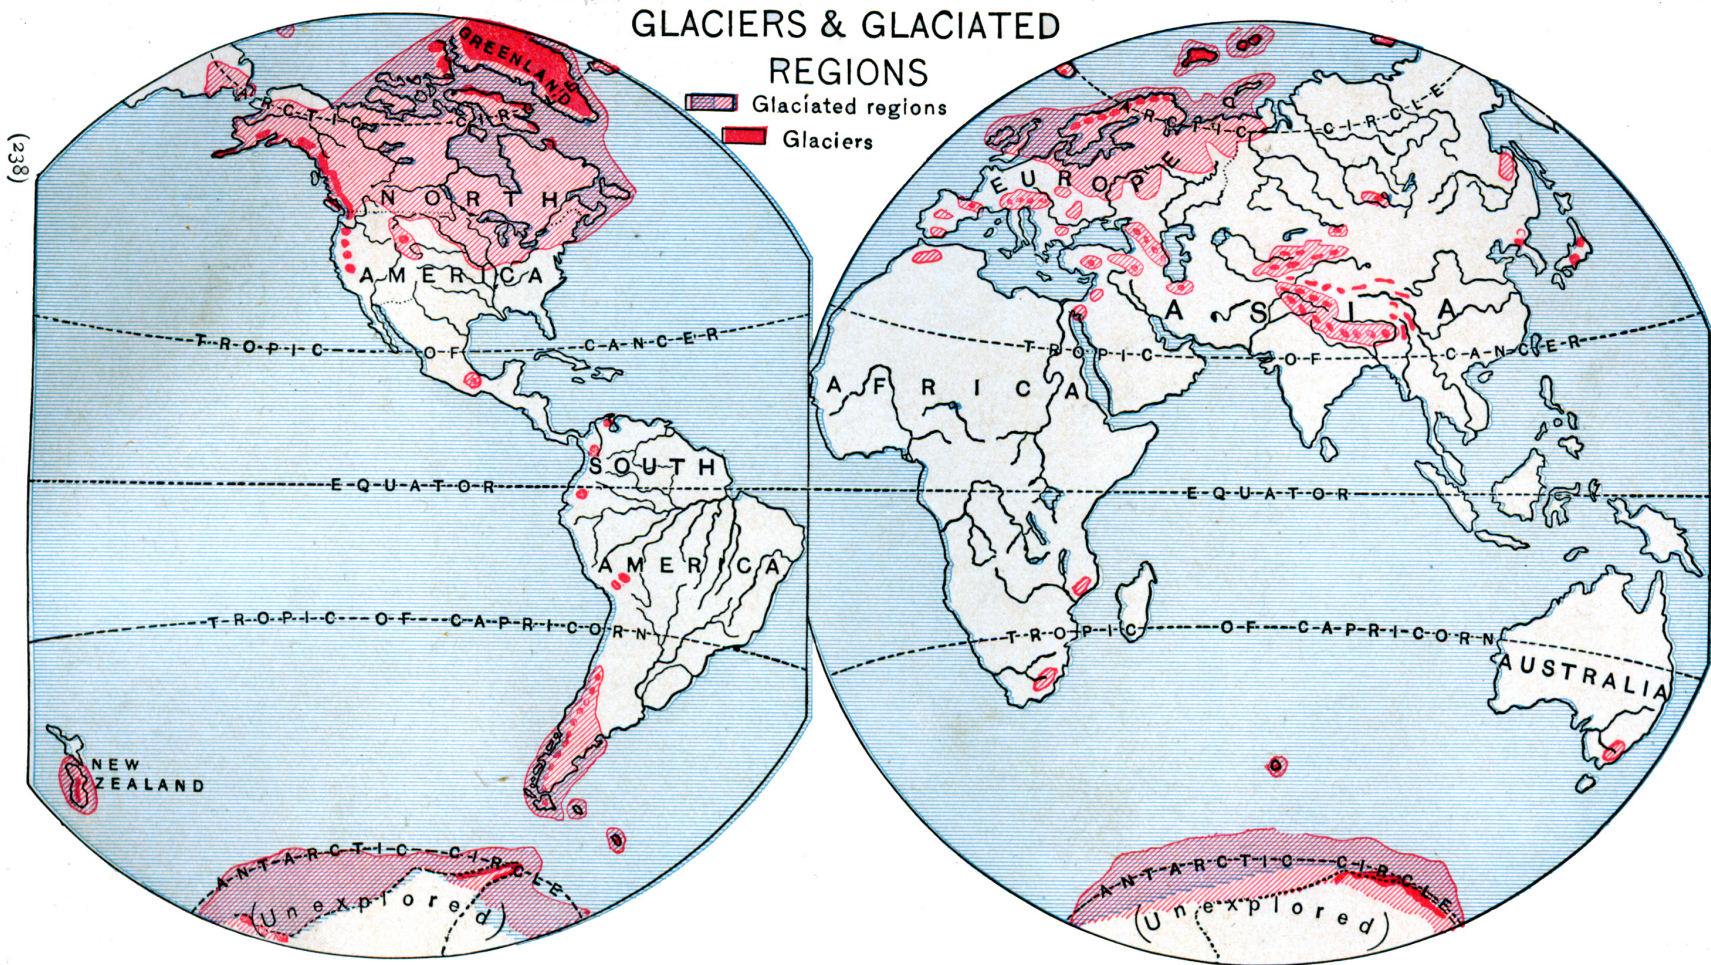 GLACIERS & GLACIATED
REGIONS
Glaciated regions
Glaciers
(238)
GREENLAND
ARCTIC CIRCLE
NORTH
AMERICA
TROPIC OF CANCER
SOUTH
EQUATOR
AMERICA
TROPIC OF CAPRICORN
NEW
ZEALAND
ANTARCTIC CIRCLE
(Unexplored)
ARCTIC CIRCLE
EUROPE
ASIA
TROPIC OF CANCER
AFRICA
EQUATOR
TROPIC OF CAPRICORN
AUSTRALIA
ANTARCTIC CIRCLE
(Unexplored)